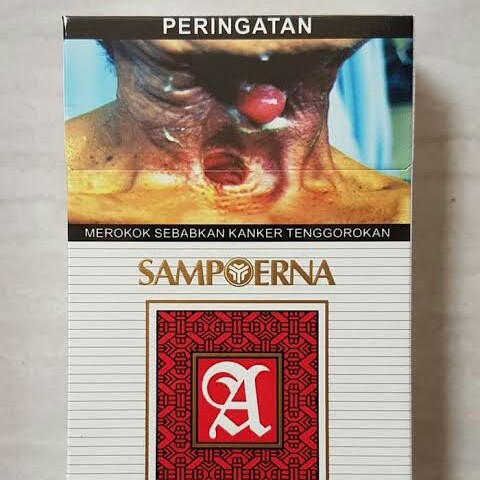 PERINGATAN
MEROKOK SEBABKAN KANKER TENGGOROKAN
SAMPOERNA
A